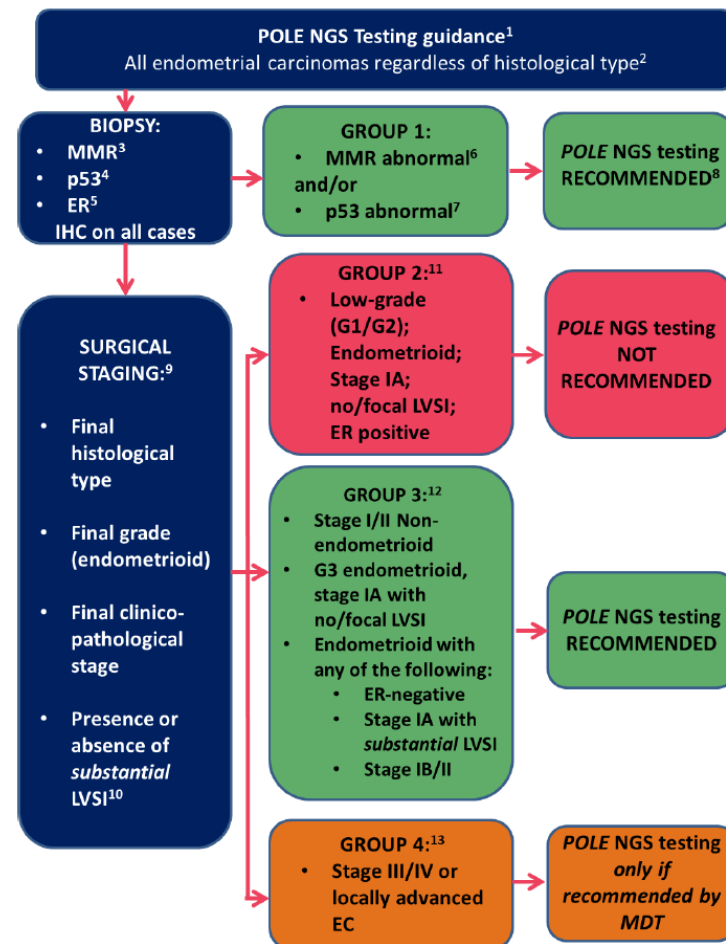 POLE NGS Testing guidance¹
All endometrial carcinomas regardless of histological type²
BIOPSY:
• MMR³
• p53⁴
• ER⁵
IHC on all cases
GROUP 1:
• MMR abnormal⁶
and/or
• p53 abnormal⁷
POLE NGS testing
RECOMMENDED⁸
SURGICAL
STAGING:⁹
• Final
histological
type
• Final grade
(endometrioid)
• Final clinico-
pathological
stage
• Presence or
absence of
substantial
LVSI¹⁰
GROUP 2:¹¹
• Low-grade
(G1/G2);
Endometrioid;
Stage IA;
no/focal LVSI;
ER positive
POLE NGS testing
NOT
RECOMMENDED
GROUP 3:¹²
• Stage I/II Non-
endometrioid
• G3 endometrioid,
stage IA with
no/focal LVSI
• Endometrioid with
any of the following:
• ER-negative
• Stage IA with
substantial LVSI
• Stage IB/II
POLE NGS testing
RECOMMENDED
GROUP 4:¹³
• Stage III/IV or
locally advanced
EC
POLE NGS testing
only if
recommended by
MDT